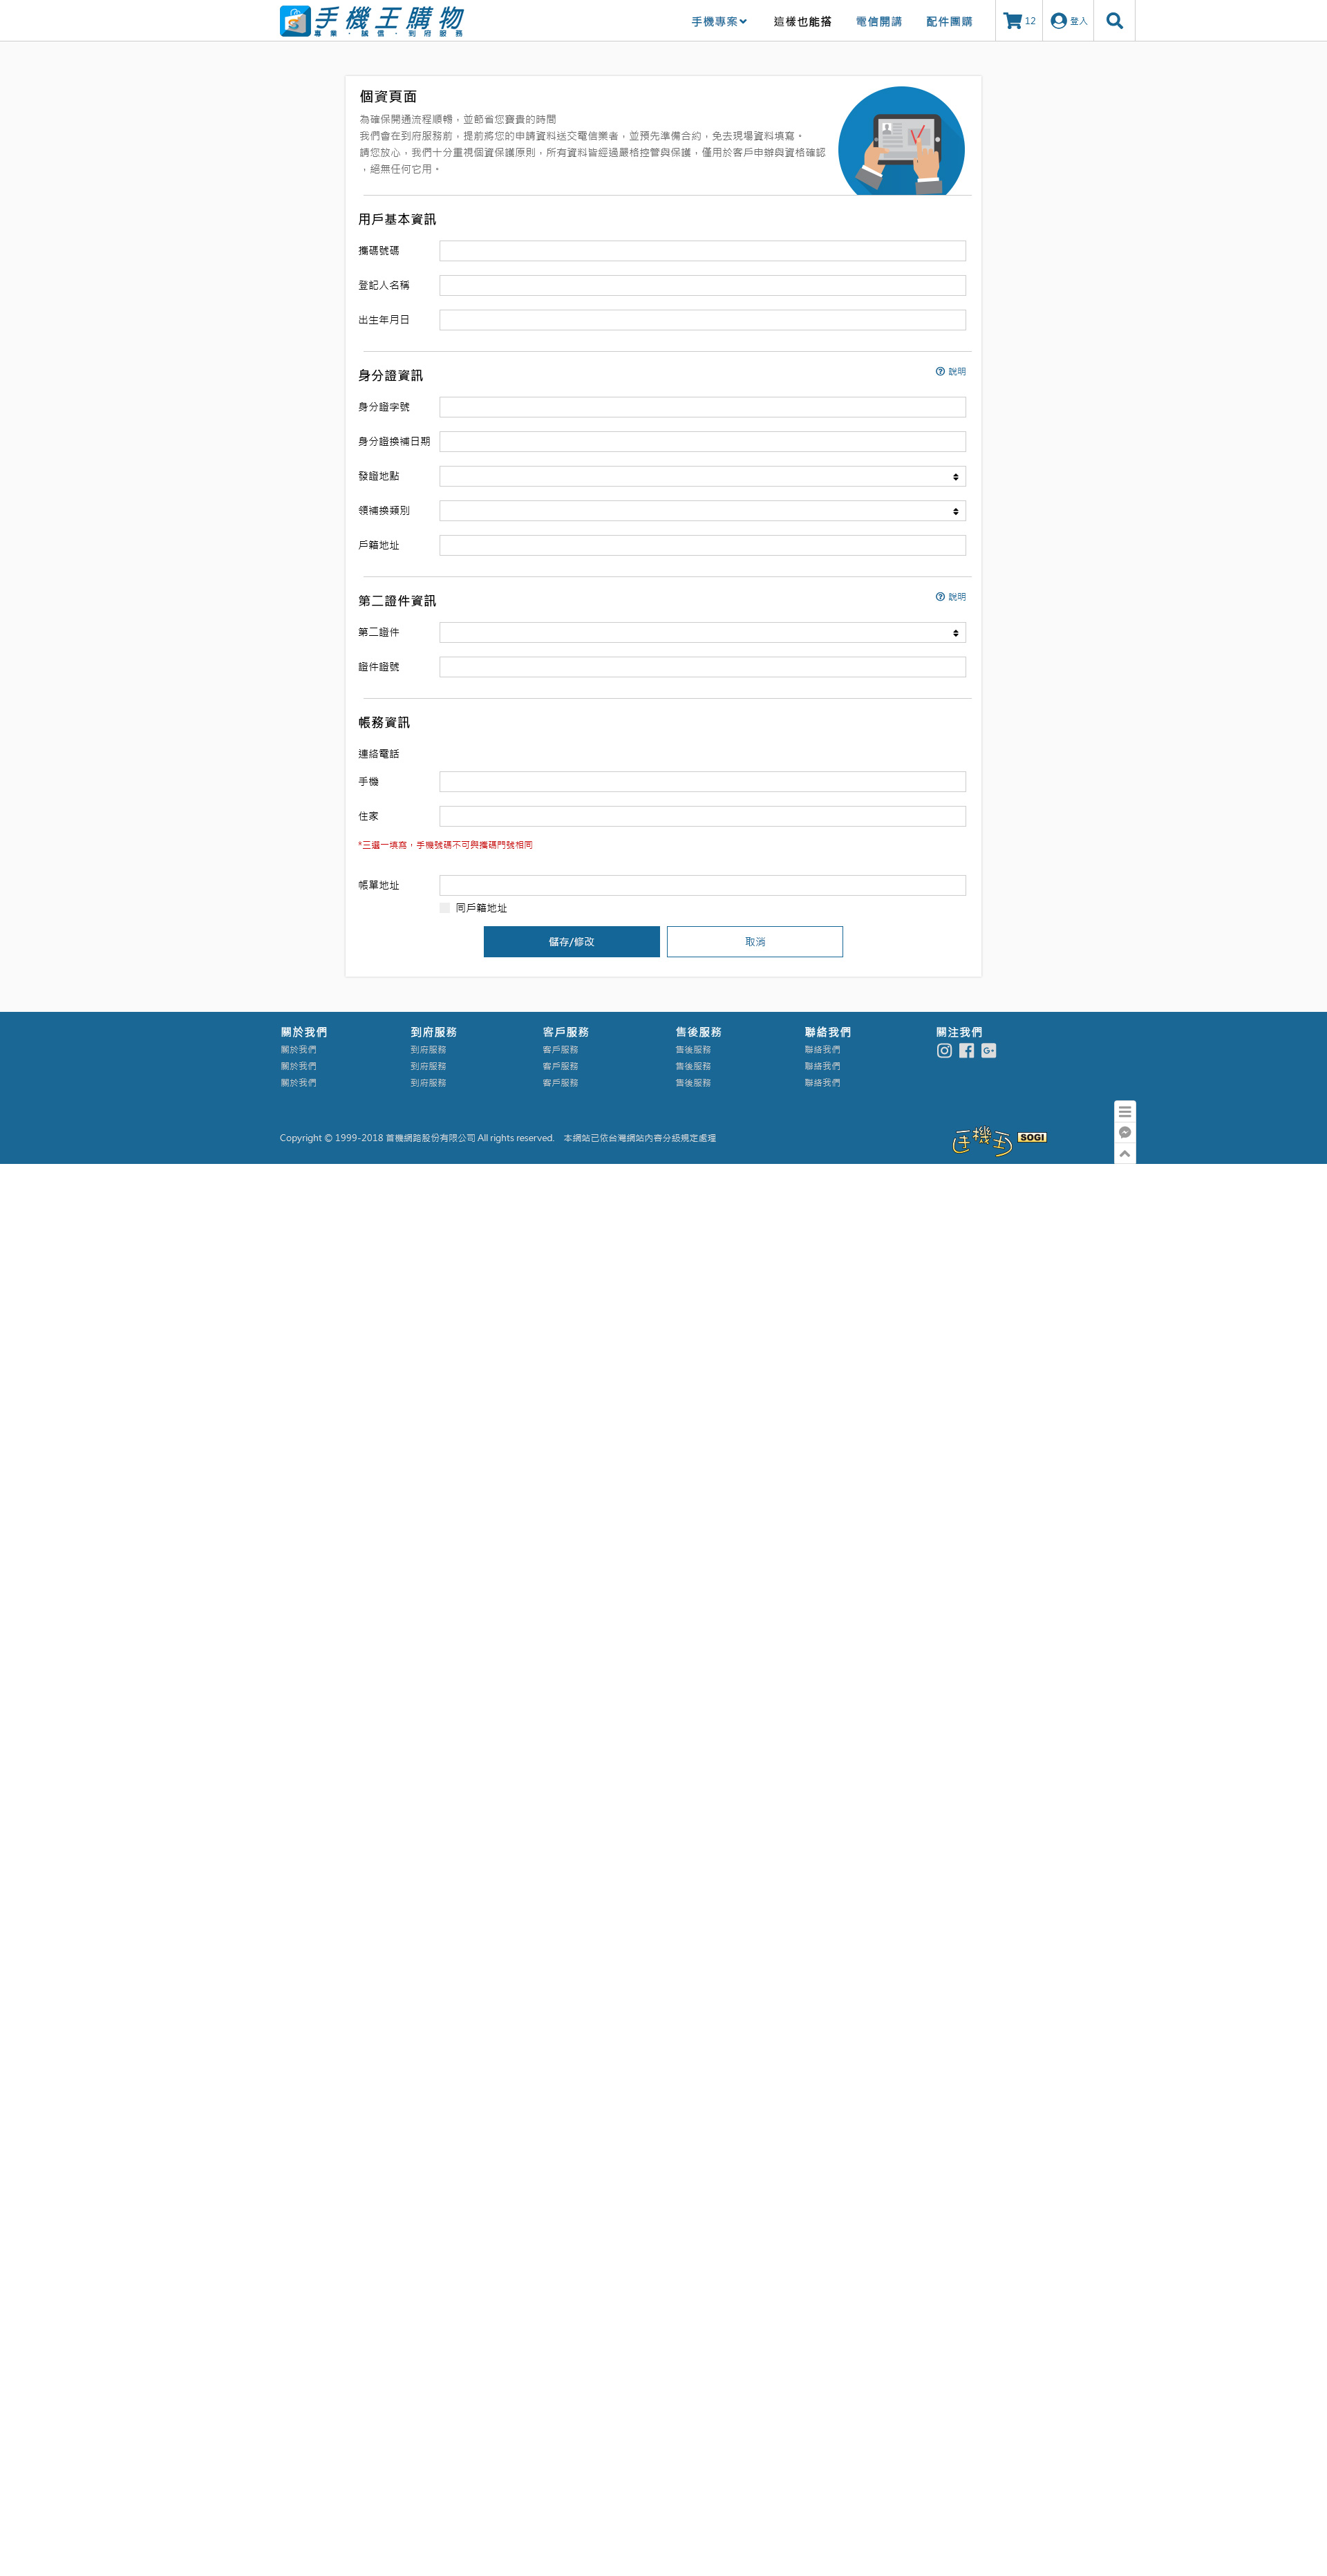 手機王購物
專業．誠信．到府服務
手機專案
這樣也能搭
電信開講
配件團購
12
登入
個資頁面
為確保開通流程順暢，並節省您寶貴的時間
我們會在到府服務前，提前將您的申請資料送交電信業者，並預先準備合約，免去現場資料填寫。
請您放心，我們十分重視個資保護原則，所有資料皆經過嚴格控管與保護，僅用於客戶申辦與資格確認
，絕無任何它用。
用戶基本資訊
攜碼號碼
登記人名稱
出生年月日
身分證資訊
說明
身分證字號
身分證換補日期
發證地點
領補換類別
戶籍地址
第二證件資訊
說明
第二證件
證件證號
帳務資訊
連絡電話
手機
住家
*三選一填寫，手機號碼不可與攜碼門號相同
帳單地址
同戶籍地址
儲存/修改
取消
關於我們
到府服務
客戶服務
售後服務
聯絡我們
關注我們
關於我們
到府服務
客戶服務
售後服務
聯絡我們
關於我們
到府服務
客戶服務
售後服務
聯絡我們
關於我們
到府服務
客戶服務
售後服務
聯絡我們
Copyright © 1999-2018 首機網路股份有限公司 All rights reserved. 本網站已依台灣網站內容分級規定處理
手機王
SOGI